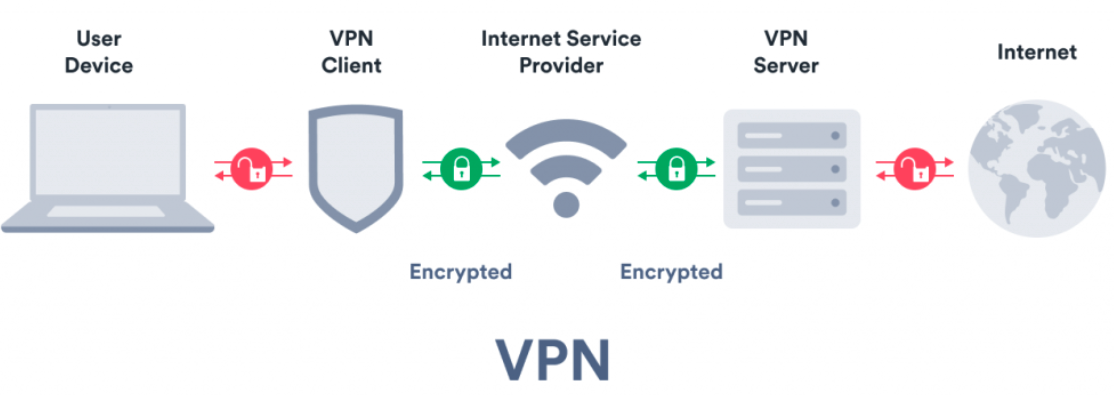 User
Device
VPN
Client
Internet Service
Provider
VPN
Server
Internet
Encrypted
Encrypted
VPN